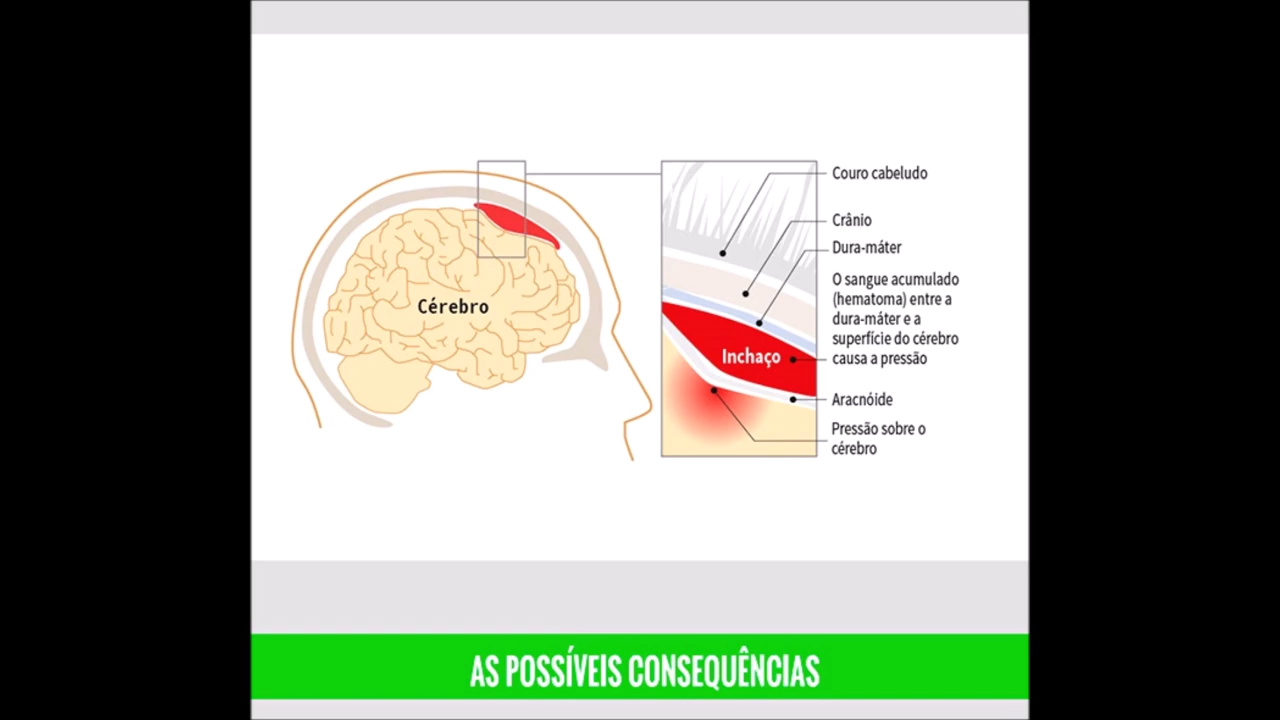 Couro cabeludo
Crânio
Dura-máter
O sangue acumulado
(hematoma) entre a
dura-máter e a
superfície do cérebro
causa a pressão
Cérebro
Inchaço
Aracnóide
Pressão sobre o
cérebro
AS POSSÍVEIS CONSEQUÊNCIAS